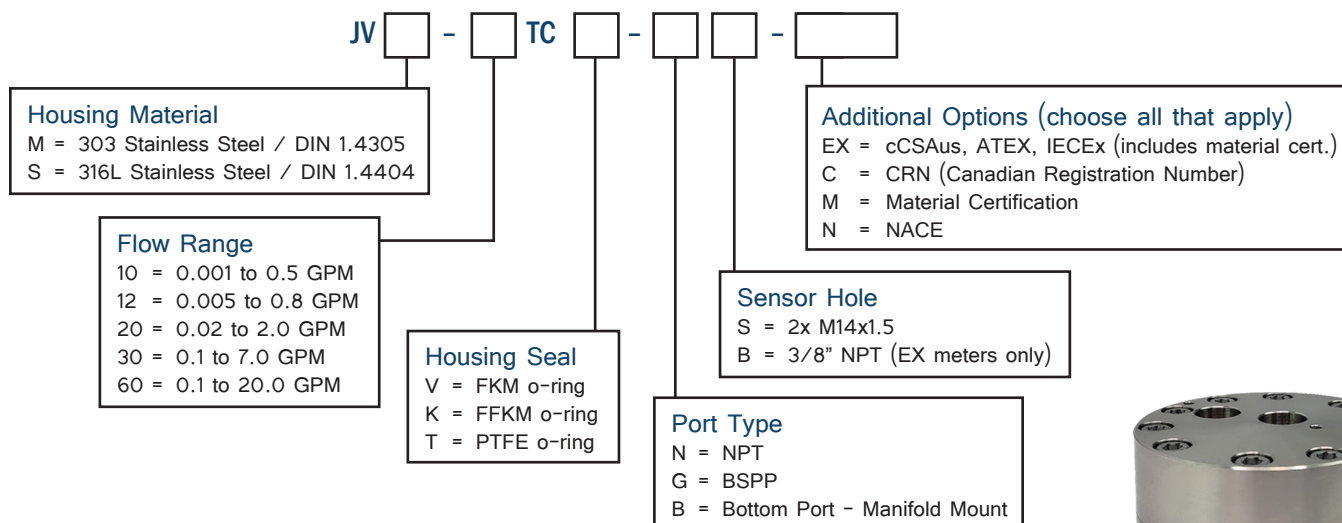 JV - TC - -
Housing Material
M = 303 Stainless Steel / DIN 1.4305
S = 316L Stainless Steel / DIN 1.4404
Flow Range
10 = 0.001 to 0.5 GPM
12 = 0.005 to 0.8 GPM
20 = 0.02 to 2.0 GPM
30 = 0.1 to 7.0 GPM
60 = 0.1 to 20.0 GPM
Housing Seal
V = FKM o-ring
K = FFKM o-ring
T = PTFE o-ring
Port Type
N = NPT
G = BSPP
B = Bottom Port - Manifold Mount
Sensor Hole
S = 2x M14x1.5
B = 3/8" NPT (EX meters only)
Additional Options (choose all that apply)
EX = cCSAus, ATEX, IECEx (includes material cert.)
C = CRN (Canadian Registration Number)
M = Material Certification
N = NACE